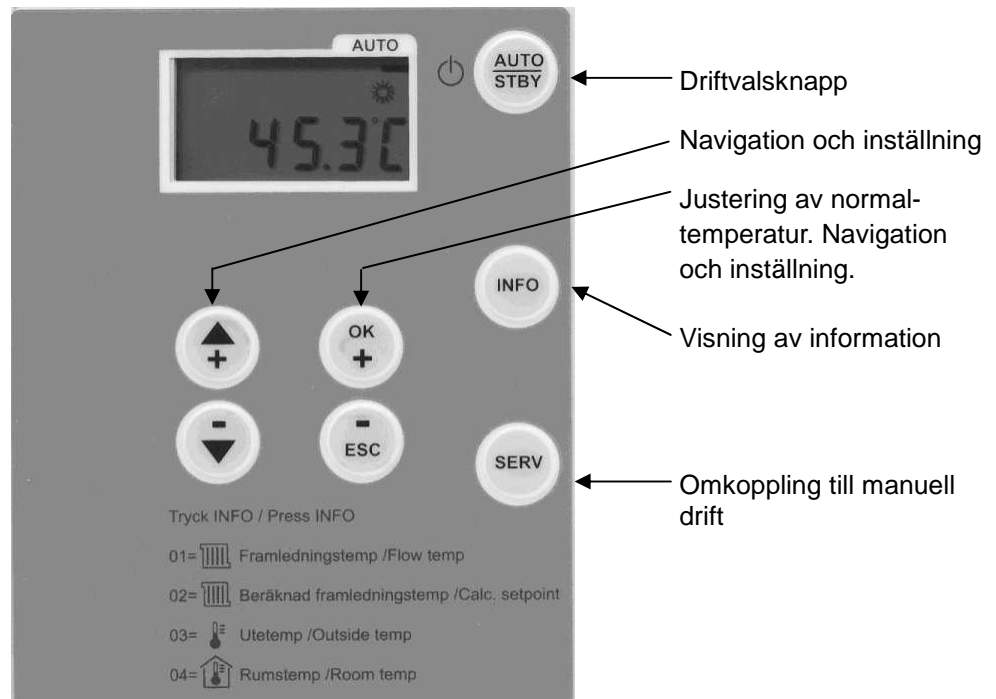 AUTO
45.3°C
AUTO
STBY
Driftvalsknapp
Navigation och inställning
Justering av normal-
temperatur. Navigation
och inställning.
INFO
Visning av information
+
OK
+
-
-
ESC
SERV
Omkoppling till manuell
drift
Tryck INFO / Press INFO
01= Framledningstemp /Flow temp
02= Beräknad framledningstemp /Calc. setpoint
03= Utetemp /Outside temp
04= Rumstemp /Room temp